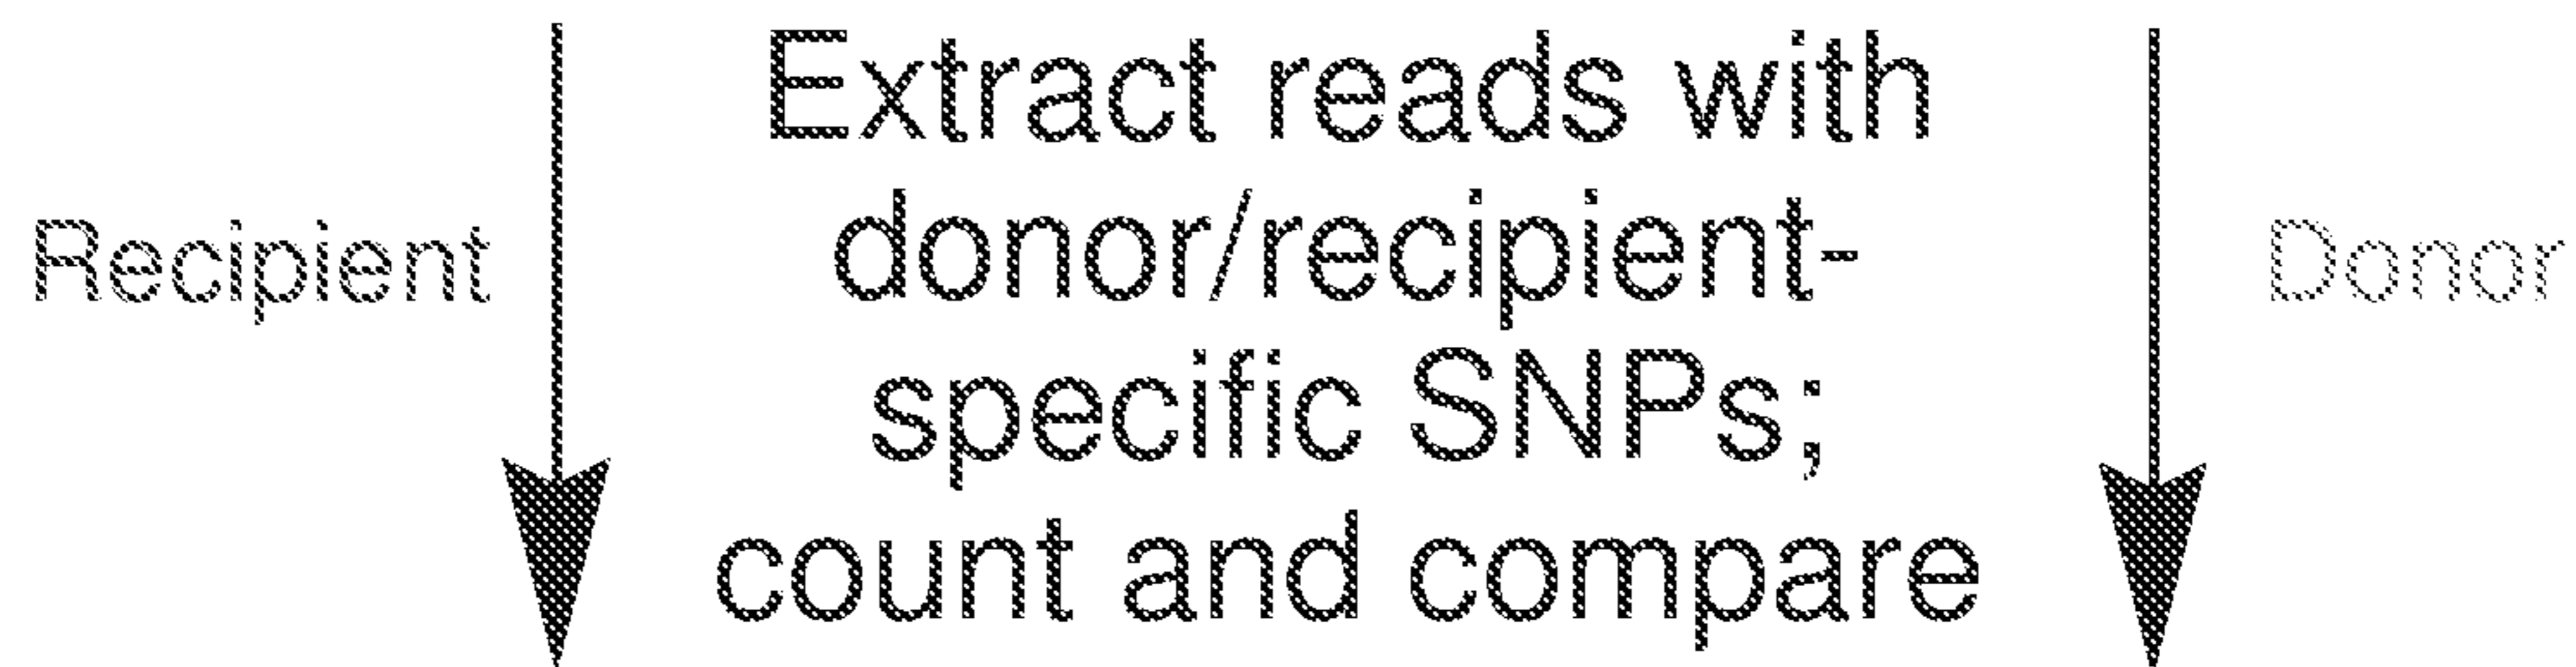 Extract reads with
donor/recipient-
Recipient
Donor
specific SNPs;
count and compare